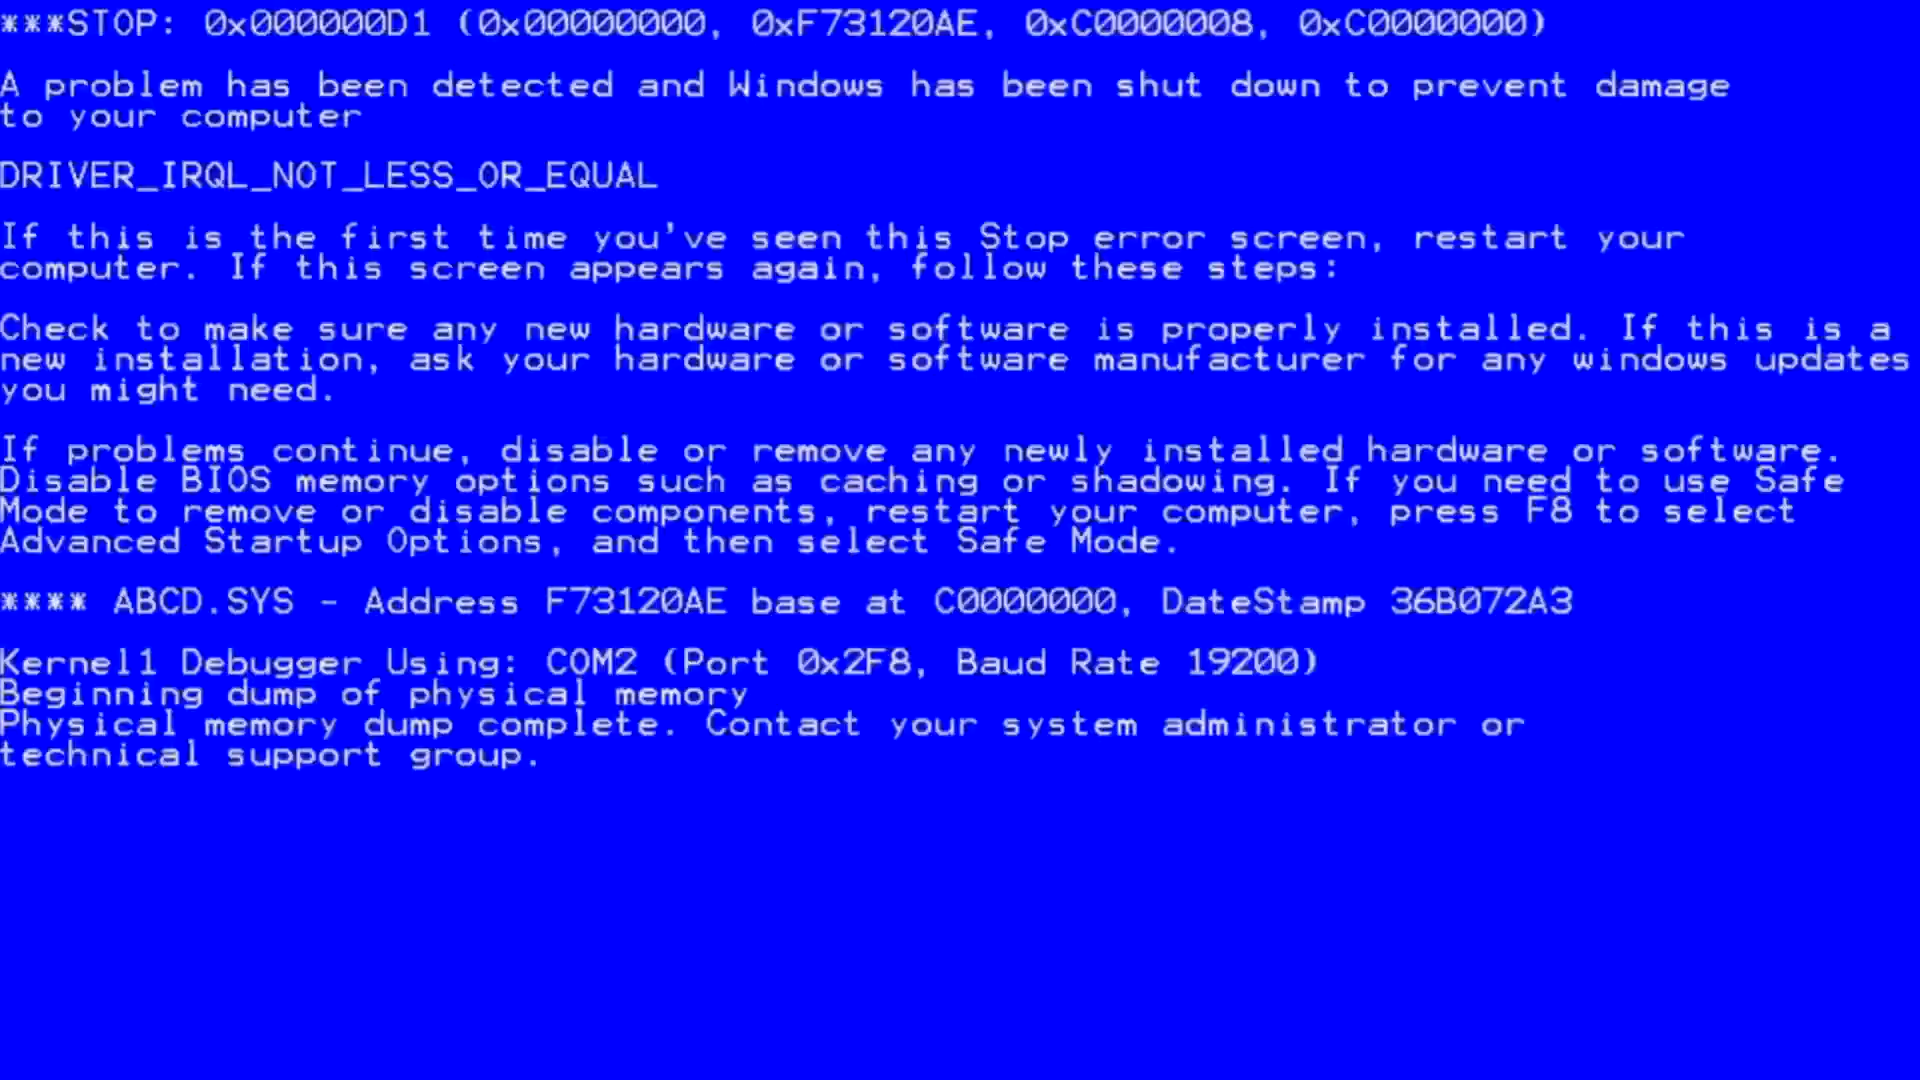 ***STOP: 0x000000D1 (0x00000000, 0xF73120AE, 0xC0000008, 0xC0000000)
A problem has been detected and Windows has been shut down to prevent damage
to your computer
DRIVER_IRQL_NOT_LESS_OR_EQUAL
If this is the first time you've seen this Stop error screen, restart your
computer. If this screen appears again, follow these steps:
Check to make sure any new hardware or software is properly installed. If this is a
new installation, ask your hardware or software manufacturer for any windows updates
you might need.
If problems continue, disable or remove any newly installed hardware or software.
Disable BIOS memory options such as caching or shadowing. If you need to use Safe
Mode to remove or disable components, restart your computer, press F8 to select
Advanced Startup Options, and then select Safe Mode.
**** ABCD.SYS - Address F73120AE base at C0000000, DateStamp 36B072A3
Kernel1 Debugger Using: COM2 (Port 0x2F8, Baud Rate 19200)
Beginning dump of physical memory
Physical memory dump complete. Contact your system administrator or
technical support group.